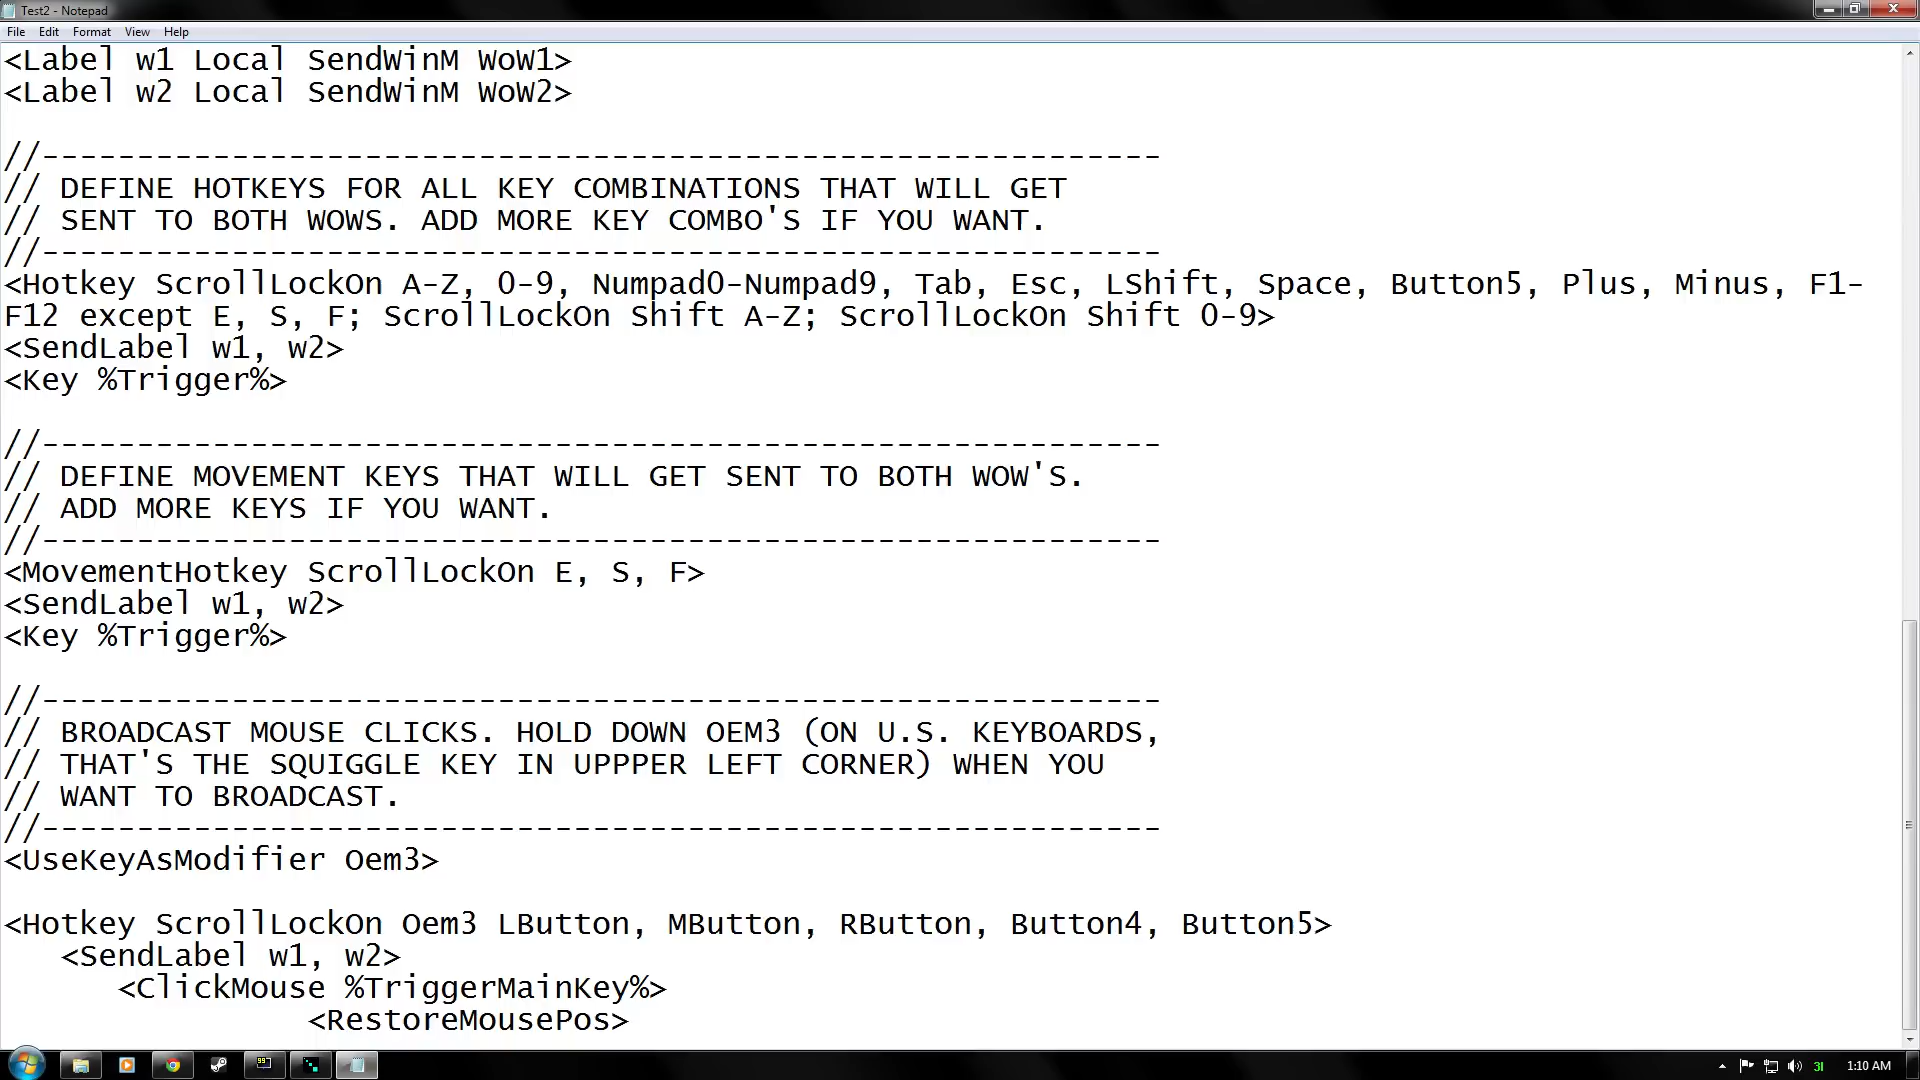 Test2 - Notepad
File Edit Format View Help
<Label w1 Local SendWinM WoW1>
<Label w2 Local SendWinM WoW2>
//-----------------------------------------------------------
// DEFINE HOTKEYS FOR ALL KEY COMBINATIONS THAT WILL GET
// SENT TO BOTH WOWS. ADD MORE KEY COMBO'S IF YOU WANT.
//-----------------------------------------------------------
<Hotkey ScrollLockOn A-Z, 0-9, Numpad0-Numpad9, Tab, Esc, LShift, Space, Button5, Plus, Minus, F1-
F12 except E, S, F; ScrollLockOn Shift A-Z; ScrollLockOn Shift 0-9>
<SendLabel w1, w2>
<Key %Trigger%>
//-----------------------------------------------------------
// DEFINE MOVEMENT KEYS THAT WILL GET SENT TO BOTH WOW'S.
// ADD MORE KEYS IF YOU WANT.
//-----------------------------------------------------------
<MovementHotkey ScrollLockOn E, S, F>
<SendLabel w1, w2>
<Key %Trigger%>
//-----------------------------------------------------------
// BROADCAST MOUSE CLICKS. HOLD DOWN OEM3 (ON U.S. KEYBOARDS,
// THAT'S THE SQUIGGLE KEY IN UPPPER LEFT CORNER) WHEN YOU
// WANT TO BROADCAST.
//-----------------------------------------------------------
<UseKeyAsModifier Oem3>
<Hotkey ScrollLockOn Oem3 LButton, MButton, RButton, Button4, Button5>
<SendLabel w1, w2>
<ClickMouse %TriggerMainKey%>
<RestoreMousePos>
99
31
1:10 AM